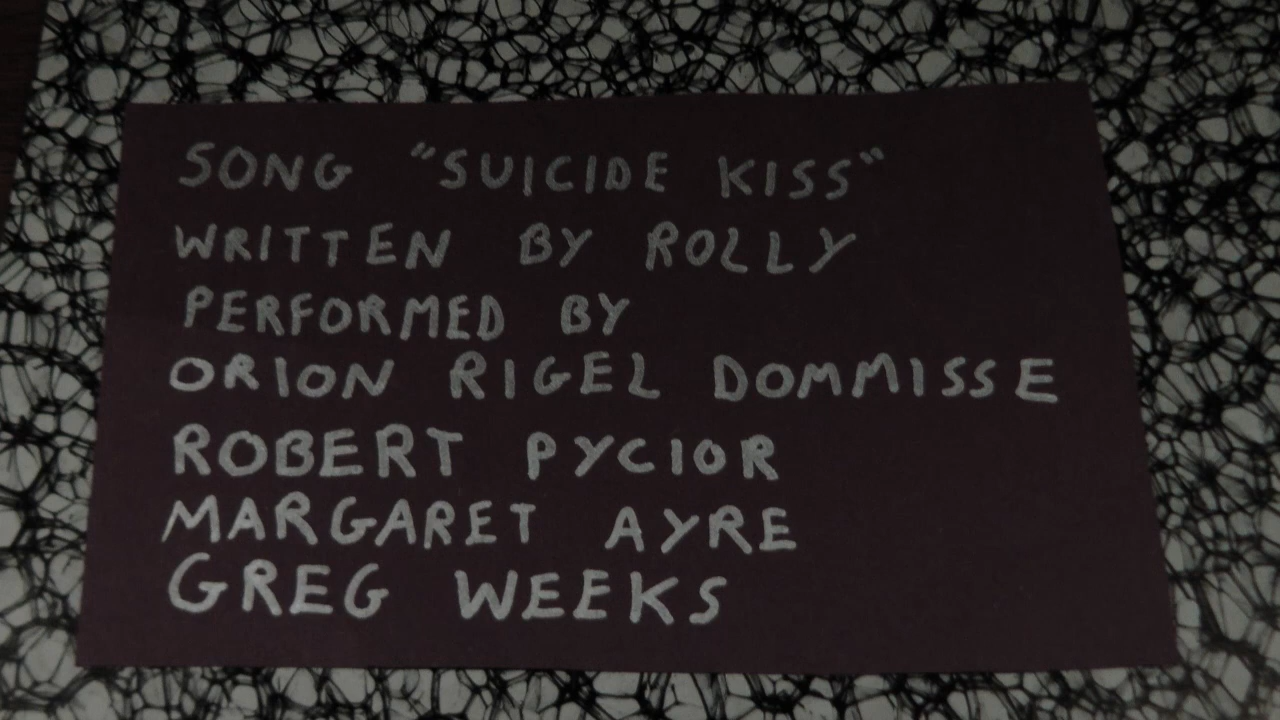 SONG "SUICIDE KISS"
WRITTEN BY ROLLY
PERFORMED BY
ORION RIGEL DOMMISSE
ROBERT PYCIOR
MARGARET AYRE
GREG WEEKS